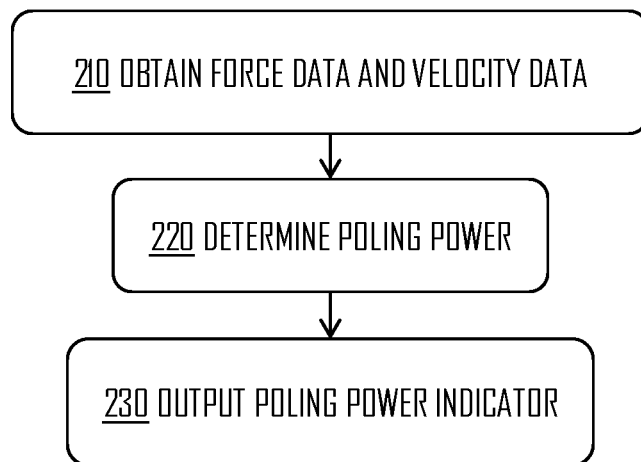 210 OBTAIN FORCE DATA AND VELOCITY DATA
220 DETERMINE POLING POWER
230 OUTPUT POLING POWER INDICATOR